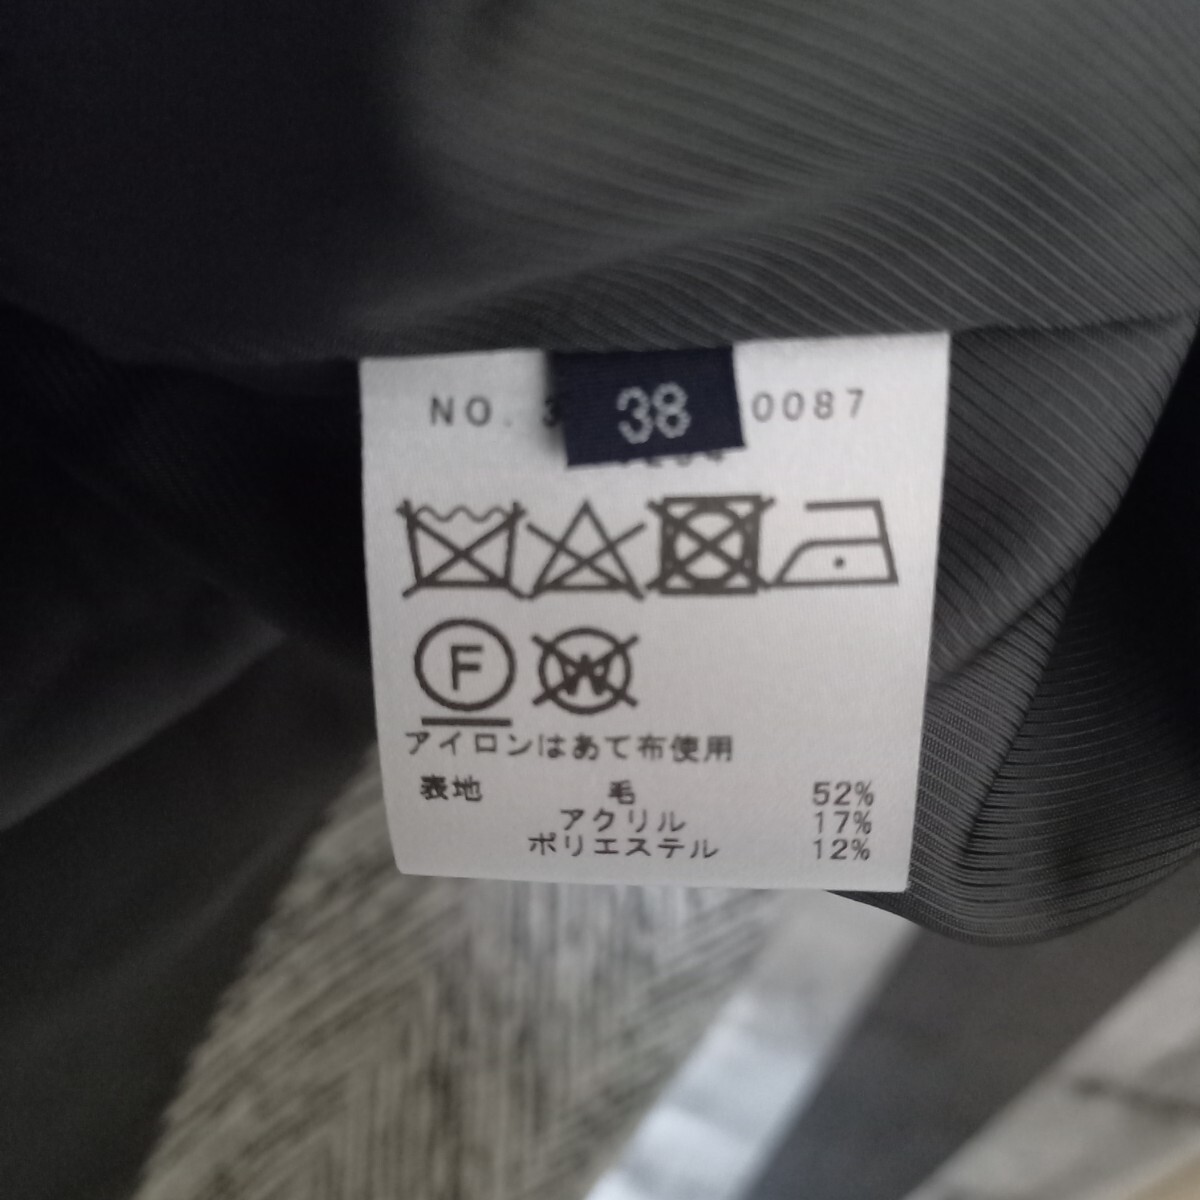 NO. 3
38
0087
F
W
アイロンはあて布使用
表地 毛 52%
アクリル 17%
ポリエステル 12%